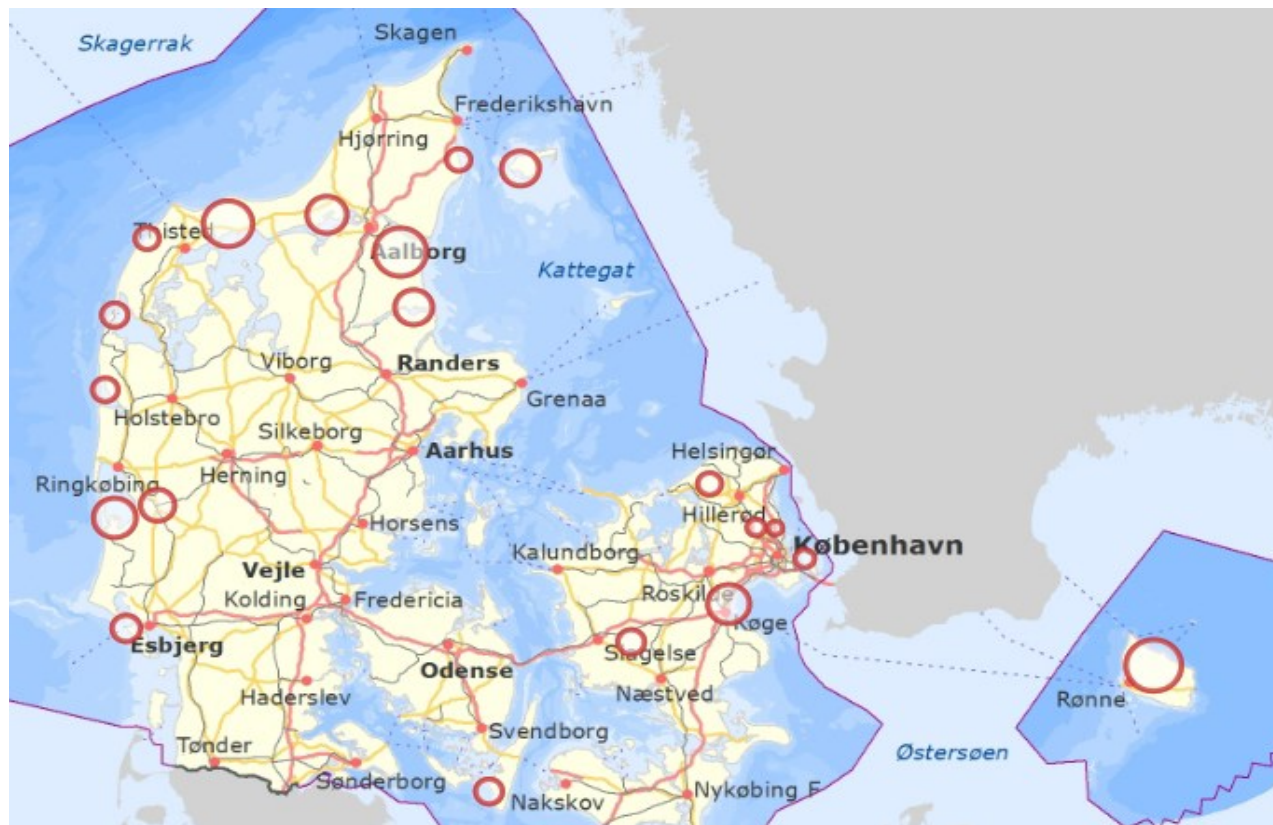 Skagen
Skagerrak
Frederikshavn
Hjørring
Thisted
Aalborg
Kattegat
Viborg
Randers
Grenaa
Holstebro
Silkeborg
Aarhus
Helsingør
Herning
Ringkøbing
Hillerød
Horsens
København
Kalundborg
Vejle
Roskilde
Kolding
Fredericia
Køge
Esbjerg
Slagelse
Odense
Haderslev
Næstved
Rønne
Svendborg
Tønder
Østersøen
Sønderborg
Nakskov
Nykøbing F